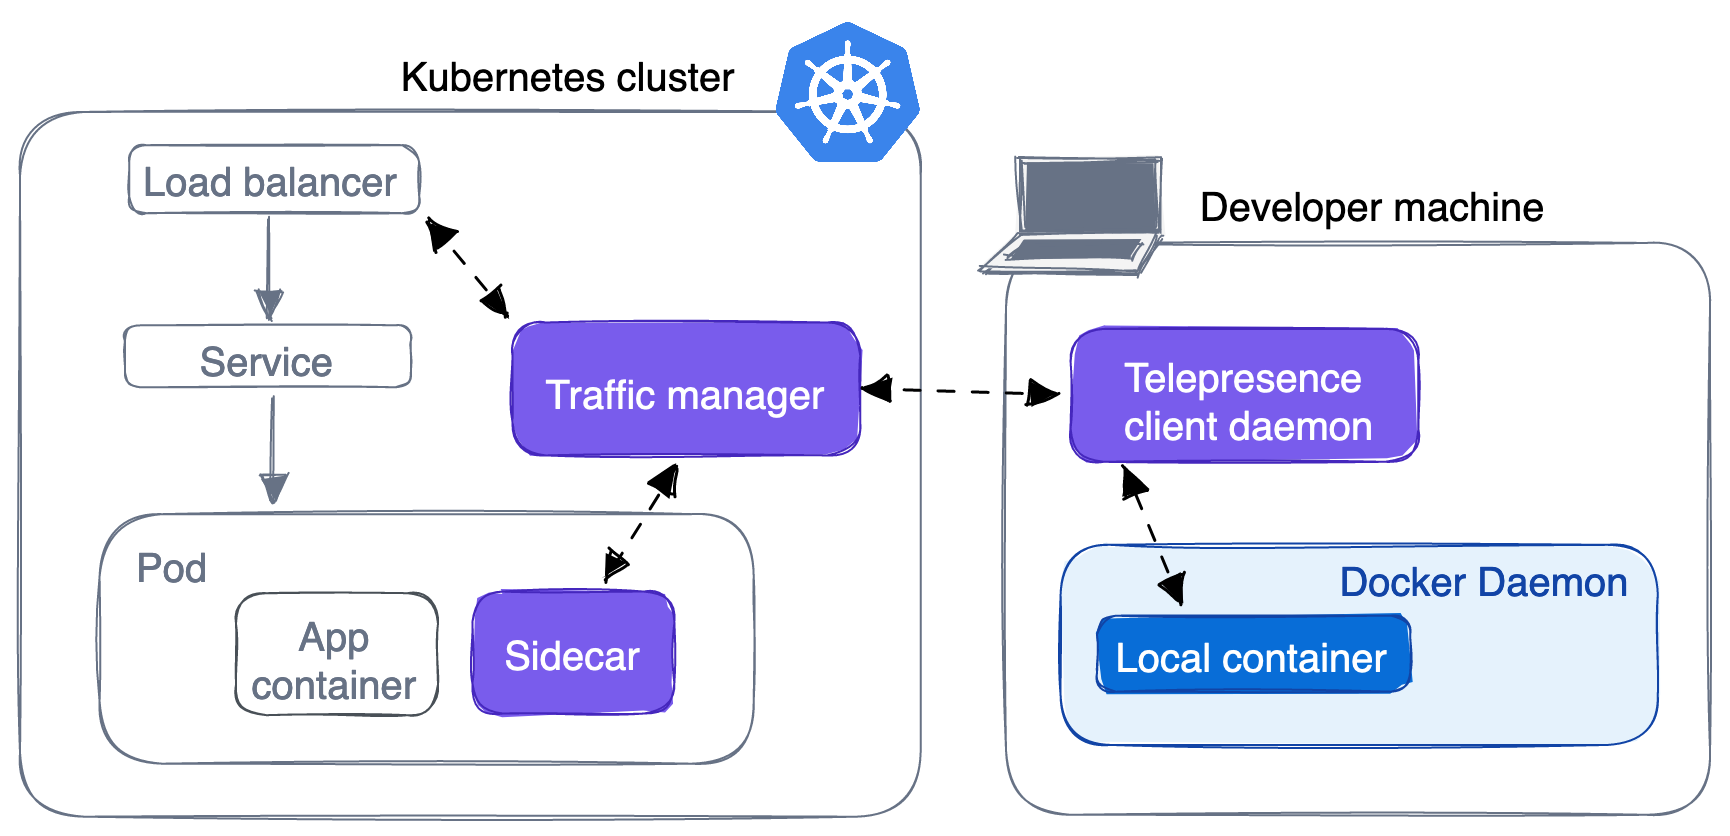 Kubernetes cluster
Load balancer
Service
Traffic manager
Pod
App
container
Sidecar
Developer machine
Telepresence
client daemon
Docker Daemon
Local container